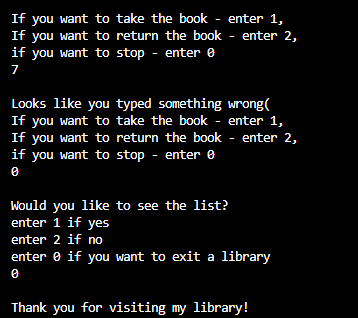 If you want to take the book - enter 1,
If you want to return the book - enter 2,
if you want to stop - enter 0
7
Looks like you typed something wrong(
If you want to take the book - enter 1,
If you want to return the book - enter 2,
if you want to stop - enter 0
0
Would you like to see the list?
enter 1 if yes
enter 2 if no
enter 0 if you want to exit a library
0
Thank you for visiting my library!